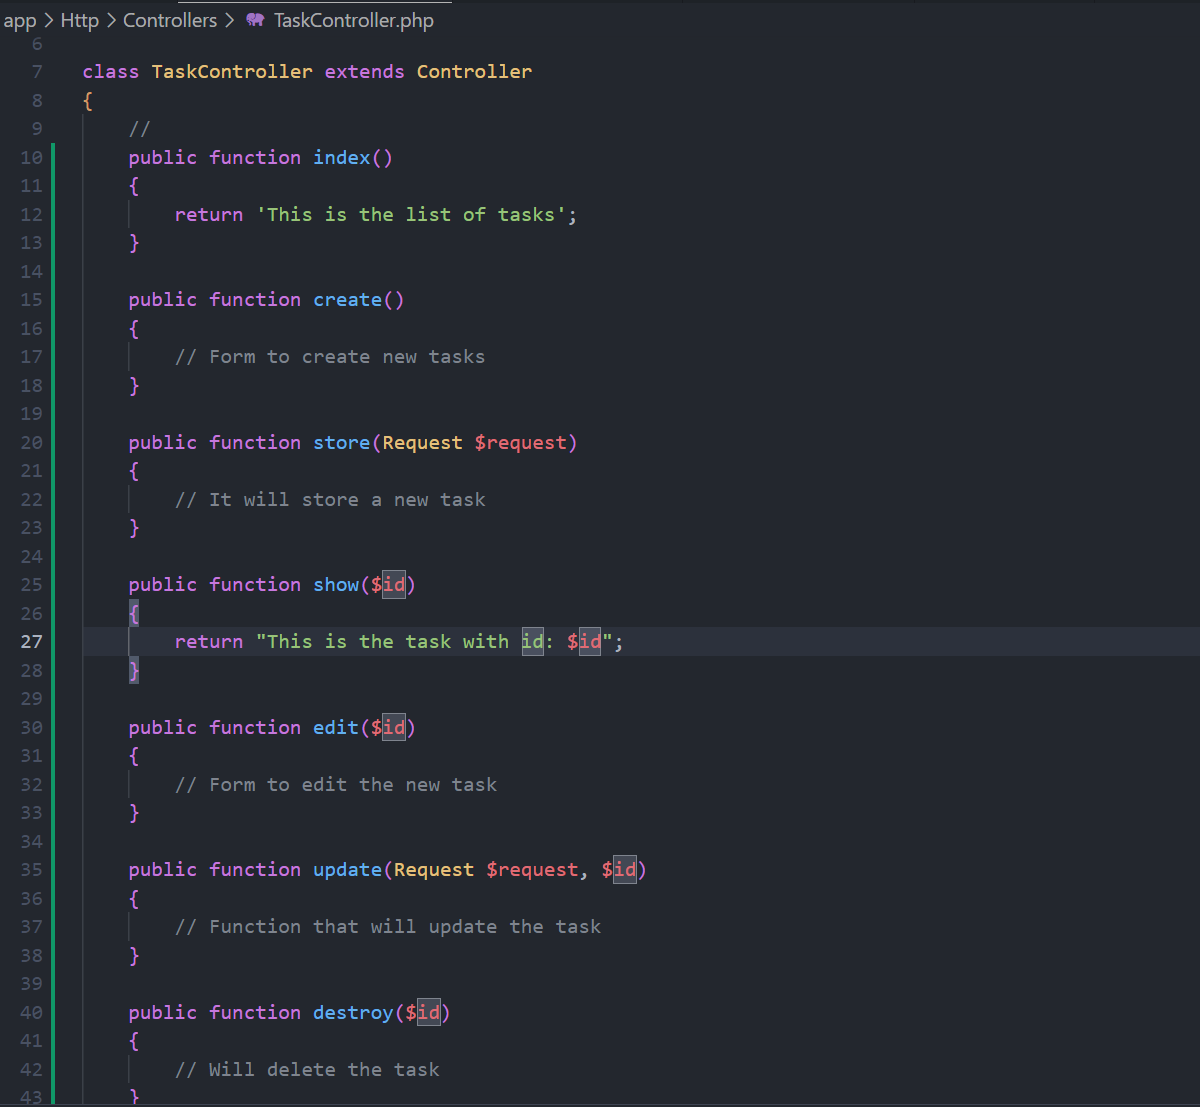 app > Http > Controllers > TaskController.php
6
7 class TaskController extends Controller
8 {
9     //
10     public function index()
11     {
12         return 'This is the list of tasks';
13     }
14
15     public function create()
16     {
17         // Form to create new tasks
18     }
19
20     public function store(Request $request)
21     {
22         // It will store a new task
23     }
24
25     public function show($id)
26     {
27         return "This is the task with id: $id";
28     }
29
30     public function edit($id)
31     {
32         // Form to edit the new task
33     }
34
35     public function update(Request $request, $id)
36     {
37         // Function that will update the task
38     }
39
40     public function destroy($id)
41     {
42         // Will delete the task
43     }